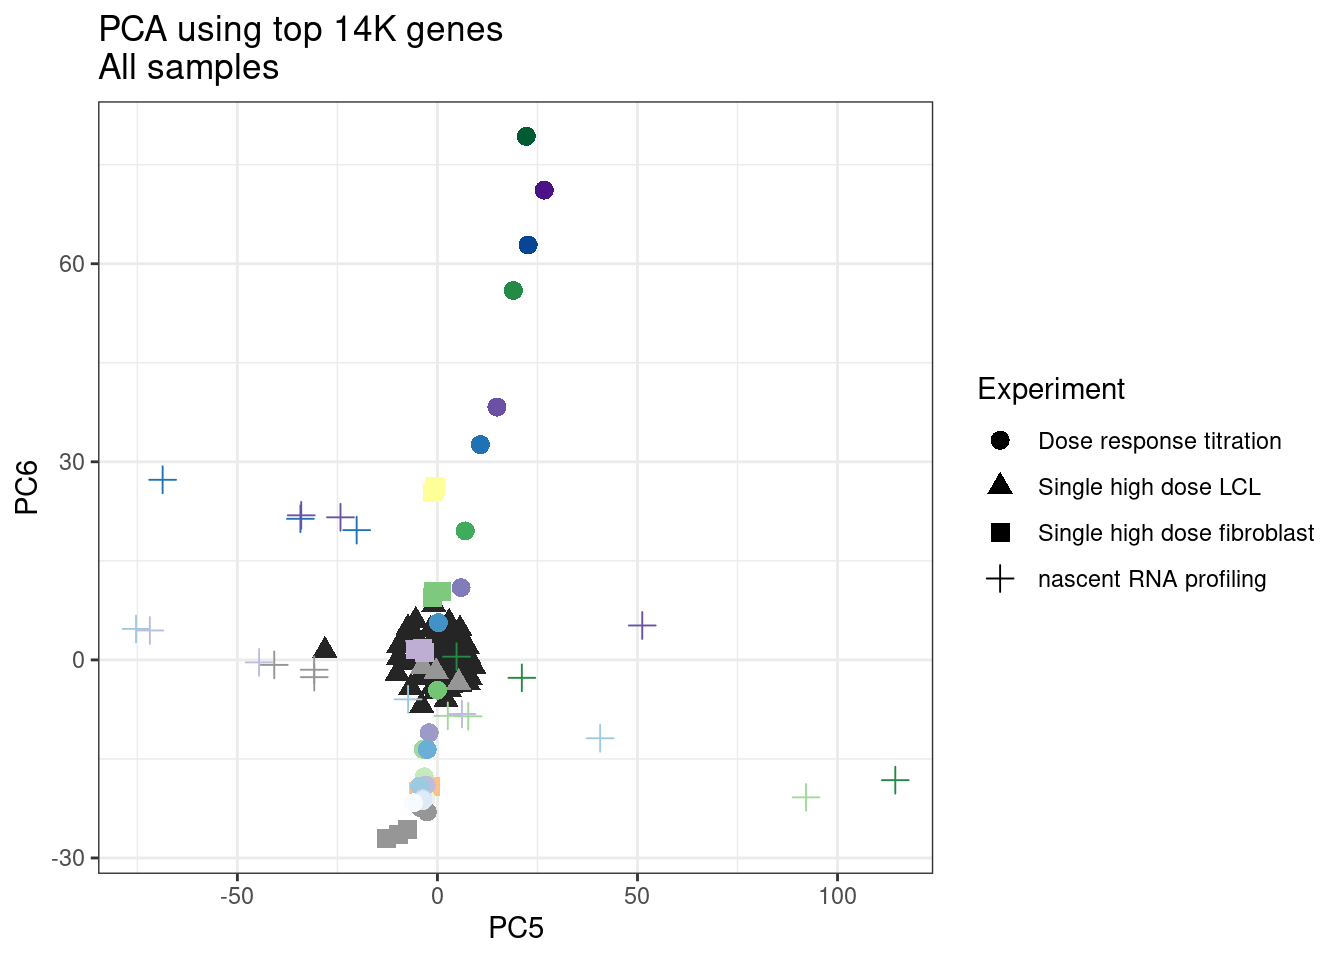 PCA using top 14K genes
All samples
60
30
0
-30
PC6
-50
0
50
100
PC5
Experiment
Dose response titration
Single high dose LCL
Single high dose fibroblast
nascent RNA profiling